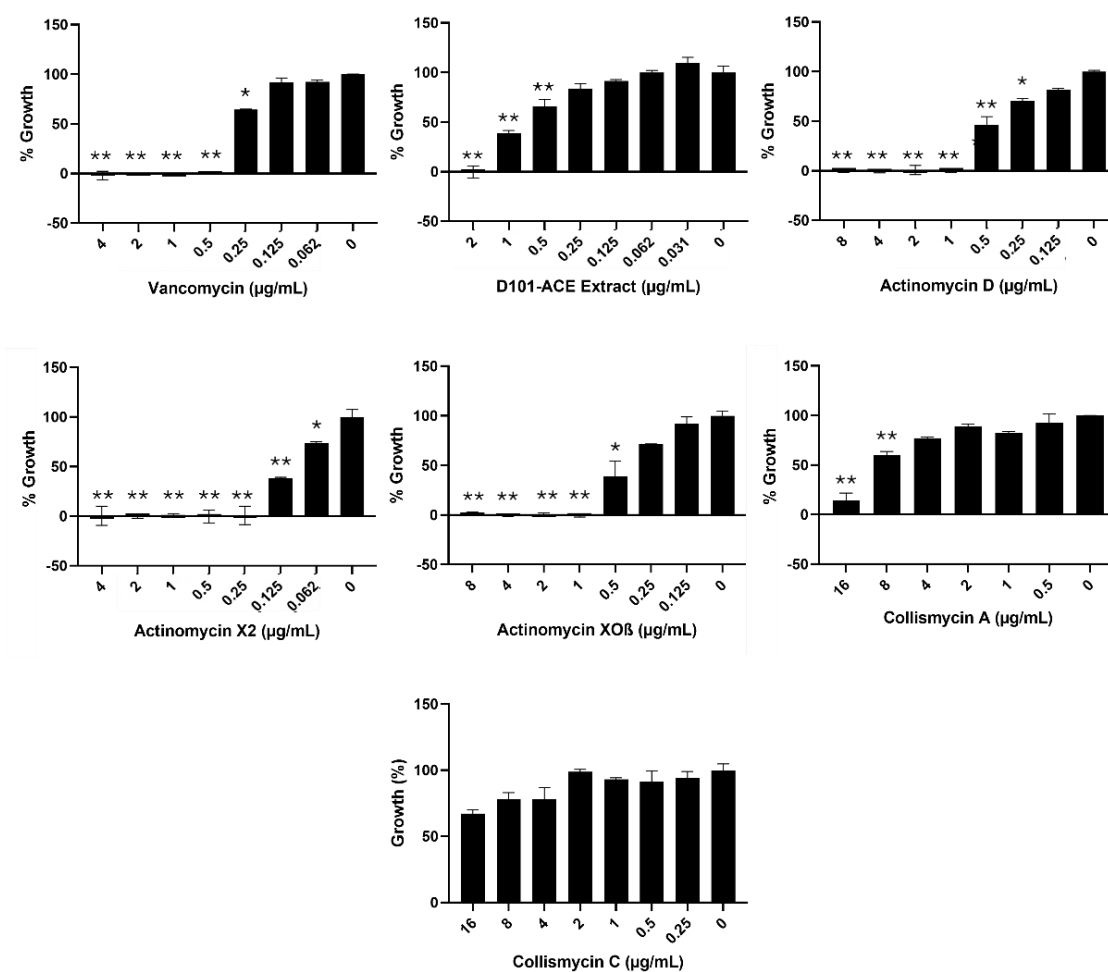 150
100
50
0
-50
% Growth
*
** ** ** **
4 2 1 0.5 0.25 0.125 0.062 0
Vancomycin (µg/mL)
150
100
50
0
-50
% Growth
** ** **
2 1 0.5 0.25 0.125 0.062 0.031 0
D101-ACE Extract (µg/mL)
150
100
50
0
-50
% Growth
*
**
** ** ** **
8 4 2 1 0.5 0.25 0.125 0
Actinomycin D (µg/mL)
150
100
50
0
-50
% Growth
*
**
** ** ** ** **
4 2 1 0.5 0.25 0.125 0.062 0
Actinomycin X2 (µg/mL)
150
100
50
0
-50
% Growth
*
** ** ** **
8 4 2 1 0.5 0.25 0.125 0
Actinomycin XOß (µg/mL)
150
100
50
0
-50
% Growth
**
**
16 8 4 2 1 0.5 0
Collismycin A (µg/mL)
150
100
50
0
Growth (%)
16 8 4 2 1 0.5 0.25 0
Collismycin C (µg/mL)